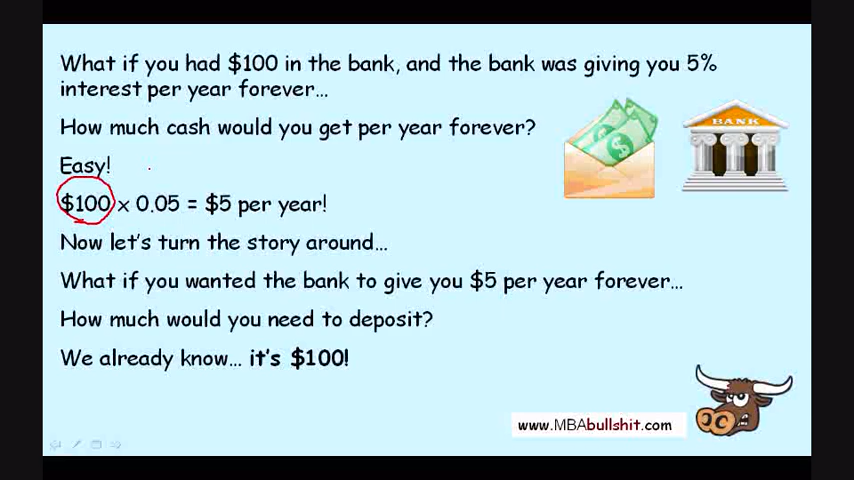 What if you had $100 in the bank, and the bank was giving you 5%
interest per year forever...
How much cash would you get per year forever?
BANK
Easy!
$100 x 0.05 = $5 per year!
Now let's turn the story around...
What if you wanted the bank to give you $5 per year forever...
How much would you need to deposit?
We already know... it's $100!
www.MBAbullshit.com